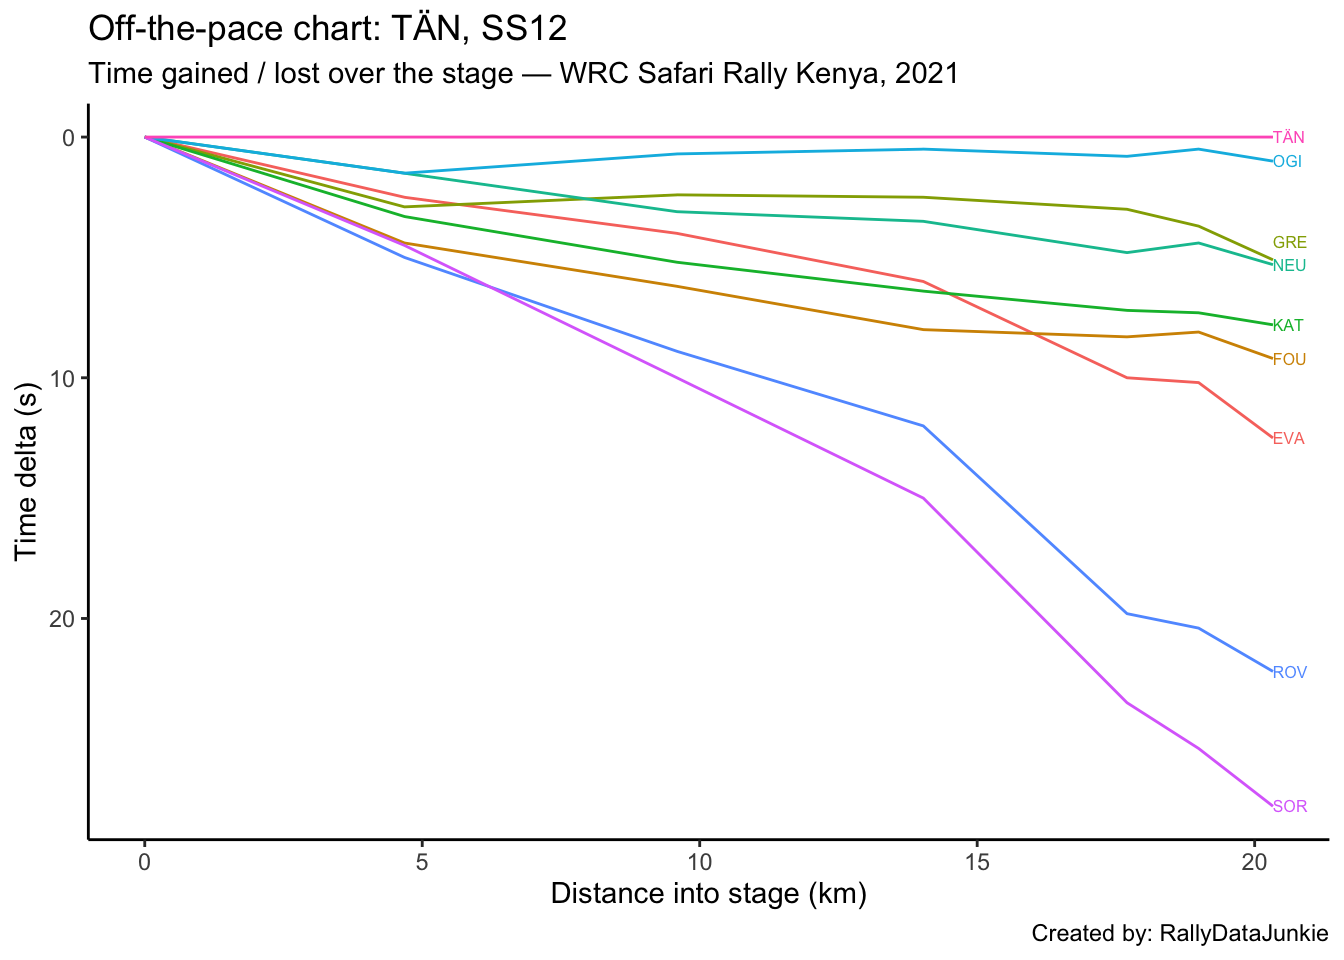 Off-the-pace chart: TÄN, SS12
Time gained / lost over the stage — WRC Safari Rally Kenya, 2021
0
10
20
Time delta (s)
TÄN
OGI
GRE
NEU
KAT
FOU
EVA
ROV
SOR
0 5 10 15 20
Distance into stage (km)
Created by: RallyDataJunkie